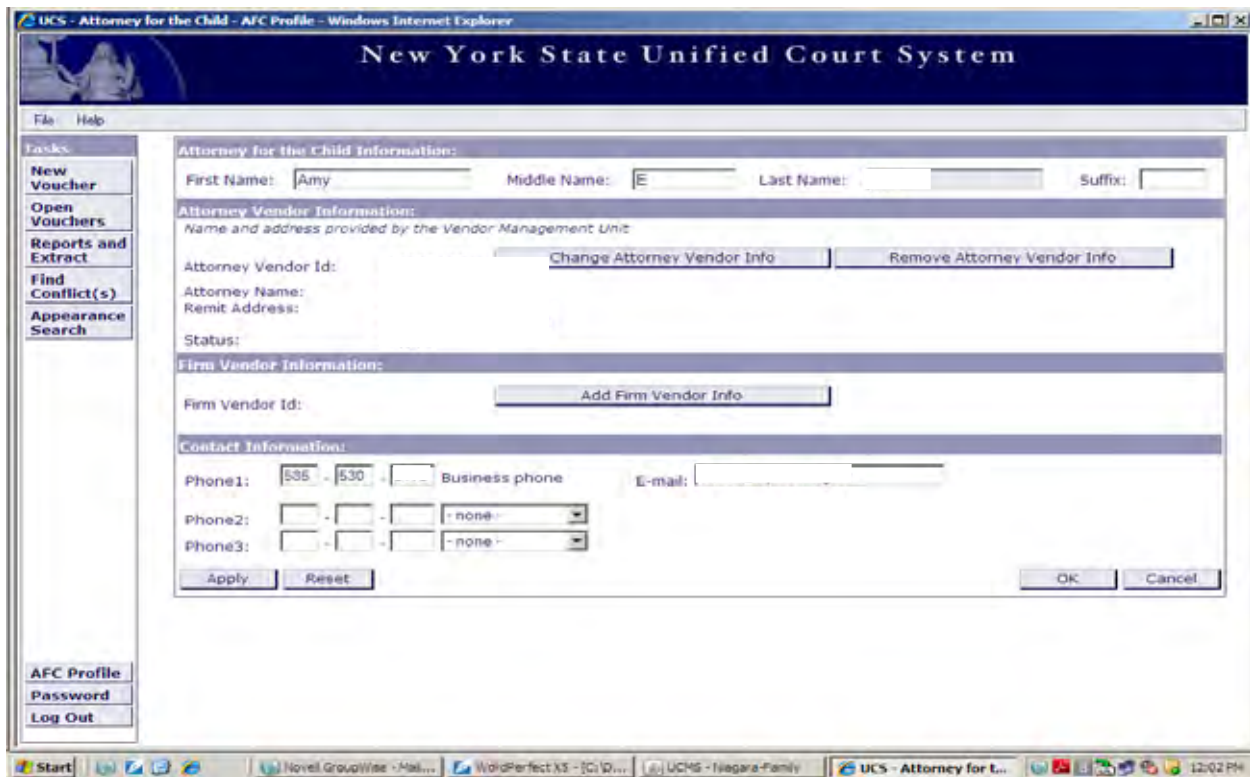 UCS - Attorney for the Child - AFC Profile - Windows Internet Explorer
New York State Unified Court System
File Help
Tasks
New Voucher
Open Vouchers
Reports and Extract
Find Conflict(s)
Appearance Search
Attorney for the Child Information:
First Name: Amy Middle Name: E Last Name: Suffix:
Attorney Vendor Information:
Name and address provided by the Vendor Management Unit
Attorney Vendor Id: Change Attorney Vendor Info Remove Attorney Vendor Info
Attorney Name:
Remit Address:
Status:
Firm Vendor Information:
Firm Vendor Id: Add Firm Vendor Info
Contact Information:
Phone1: 585 - 530 - Business phone E-mail:
Phone2: - - - none -
Phone3: - - - none -
Apply Reset OK Cancel
AFC Profile
Password
Log Out
Start Novell GroupWise - Mail... WordPerfect X5 - [C:\D... UCMS - Niagara-Family UCS - Attorney for t... 12:02 PM